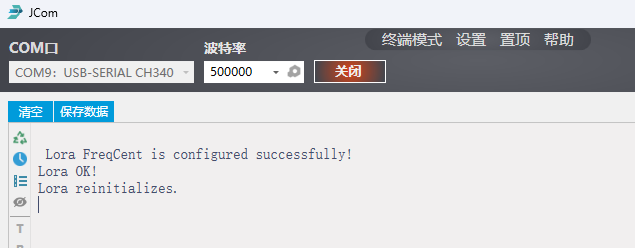 JCom
终端模式 设置 置顶 帮助
COM口
波特率
COM9：USB-SERIAL CH340
500000
关闭
清空
保存数据
Lora FreqCent is configured successfully!
Lora OK!
Lora reinitializes.
T